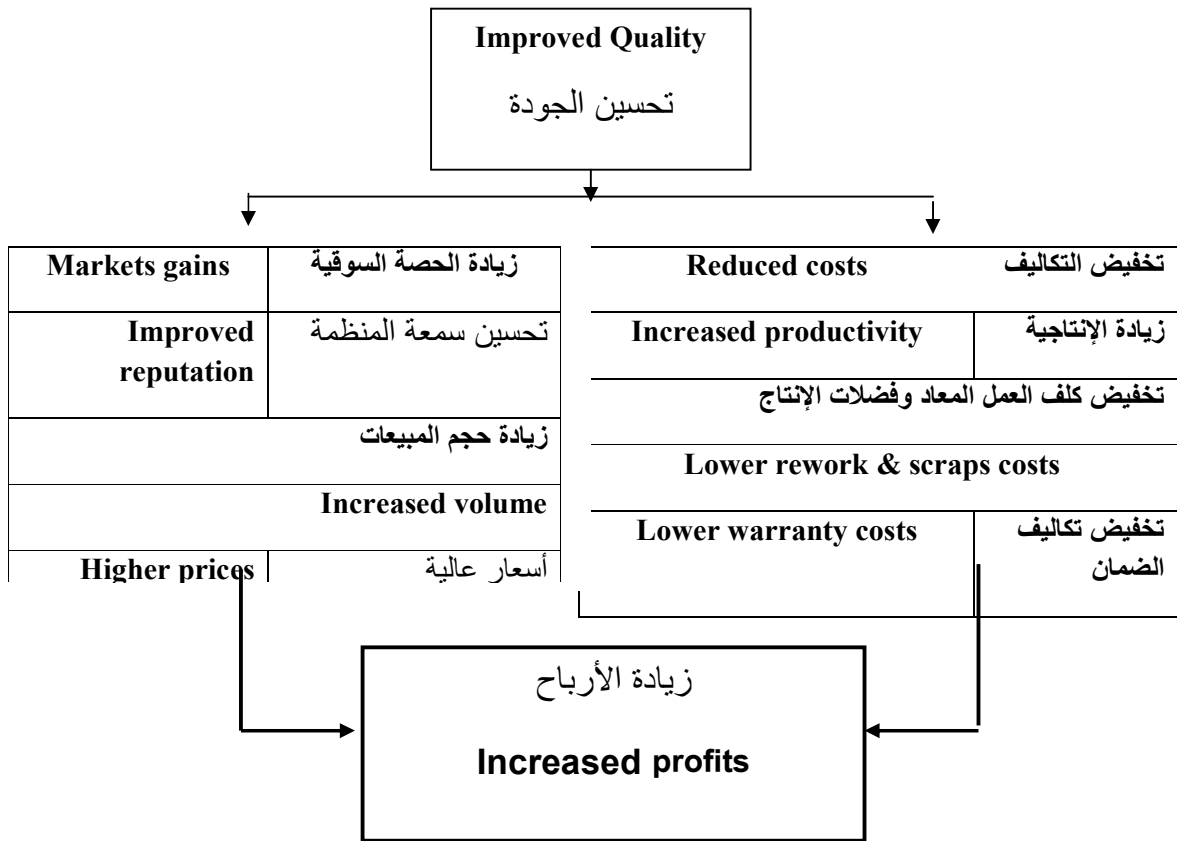 Improved Quality
تحسين الجودة
Markets gains
زيادة الحصة السوقية
Improved
reputation
تحسين سمعة المنظمة
زيادة حجم المبيعات
Increased volume
Higher prices
أسعار عالية
Reduced costs
تخفيض التكاليف
Increased productivity
زيادة الإنتاجية
تخفيض كلف العمل المعاد وفضلات الإنتاج
Lower rework & scraps costs
Lower warranty costs
تخفيض تكاليف
الضمان
زيادة الأرباح
Increased profits